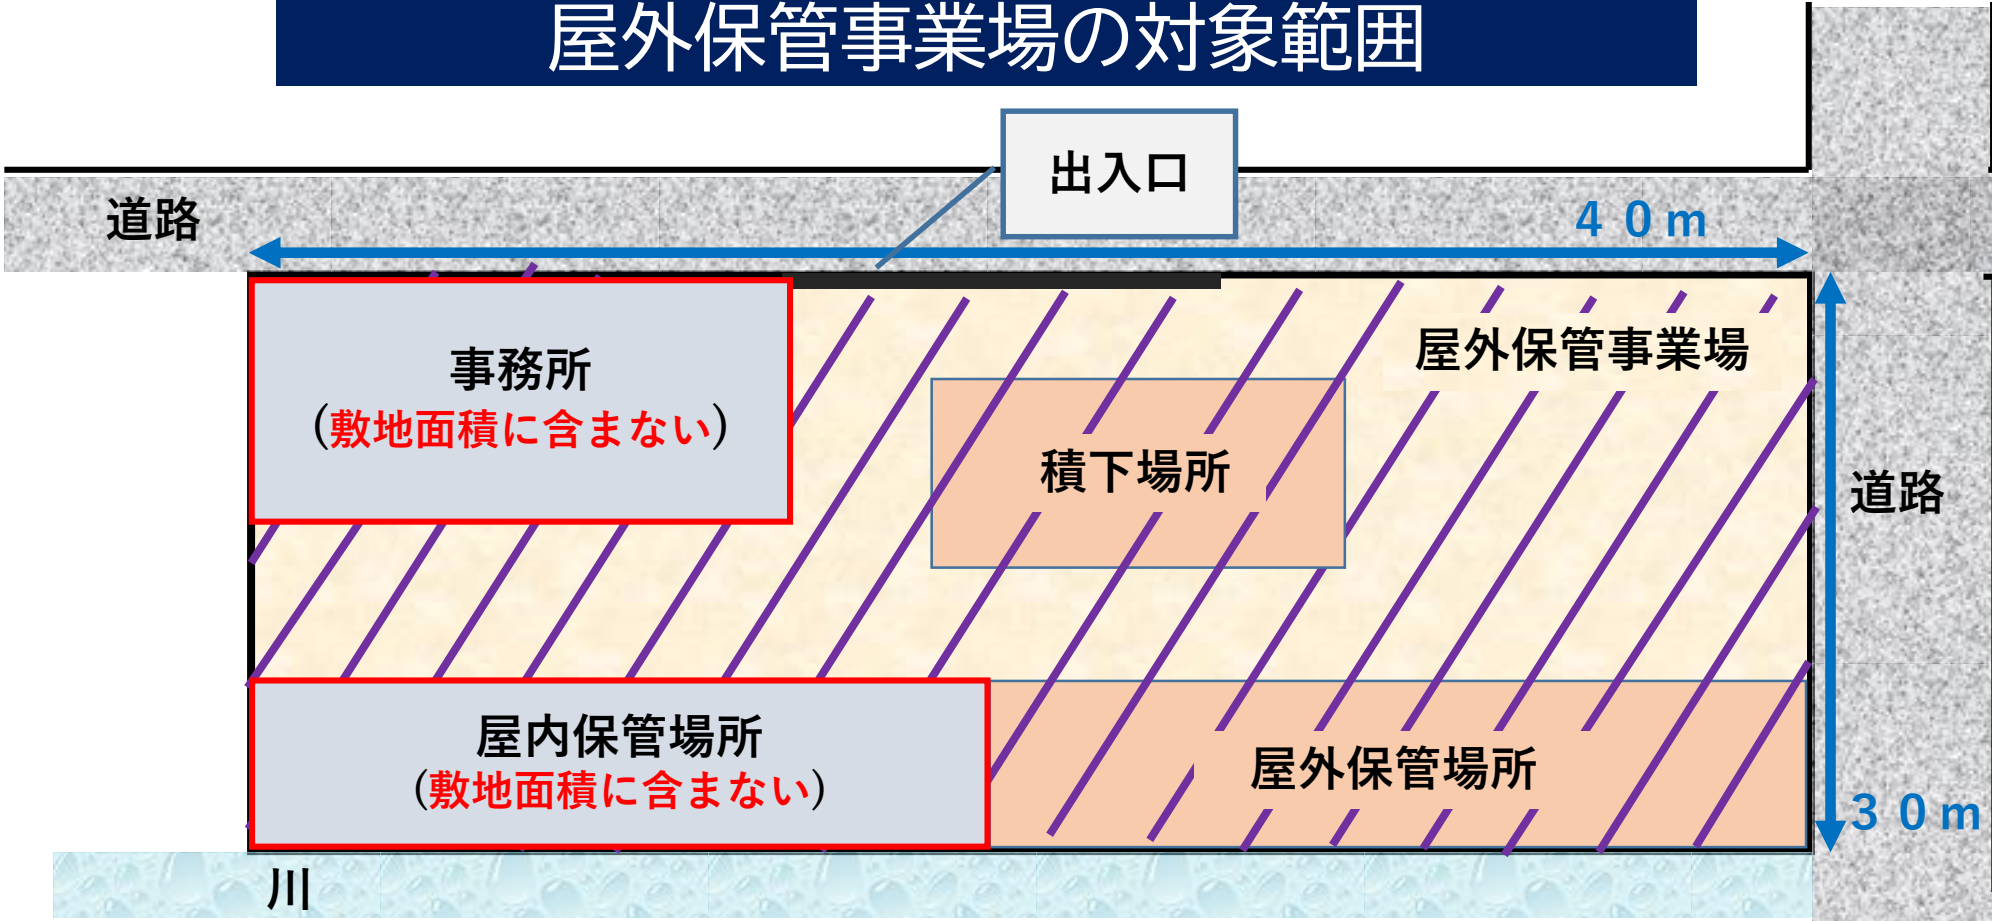 屋外保管事業場の対象範囲
出入口
道路
４０ｍ
事務所
（敷地面積に含まない）
屋外保管事業場
積下場所
道路
屋内保管場所
（敷地面積に含まない）
屋外保管場所
３０ｍ
川